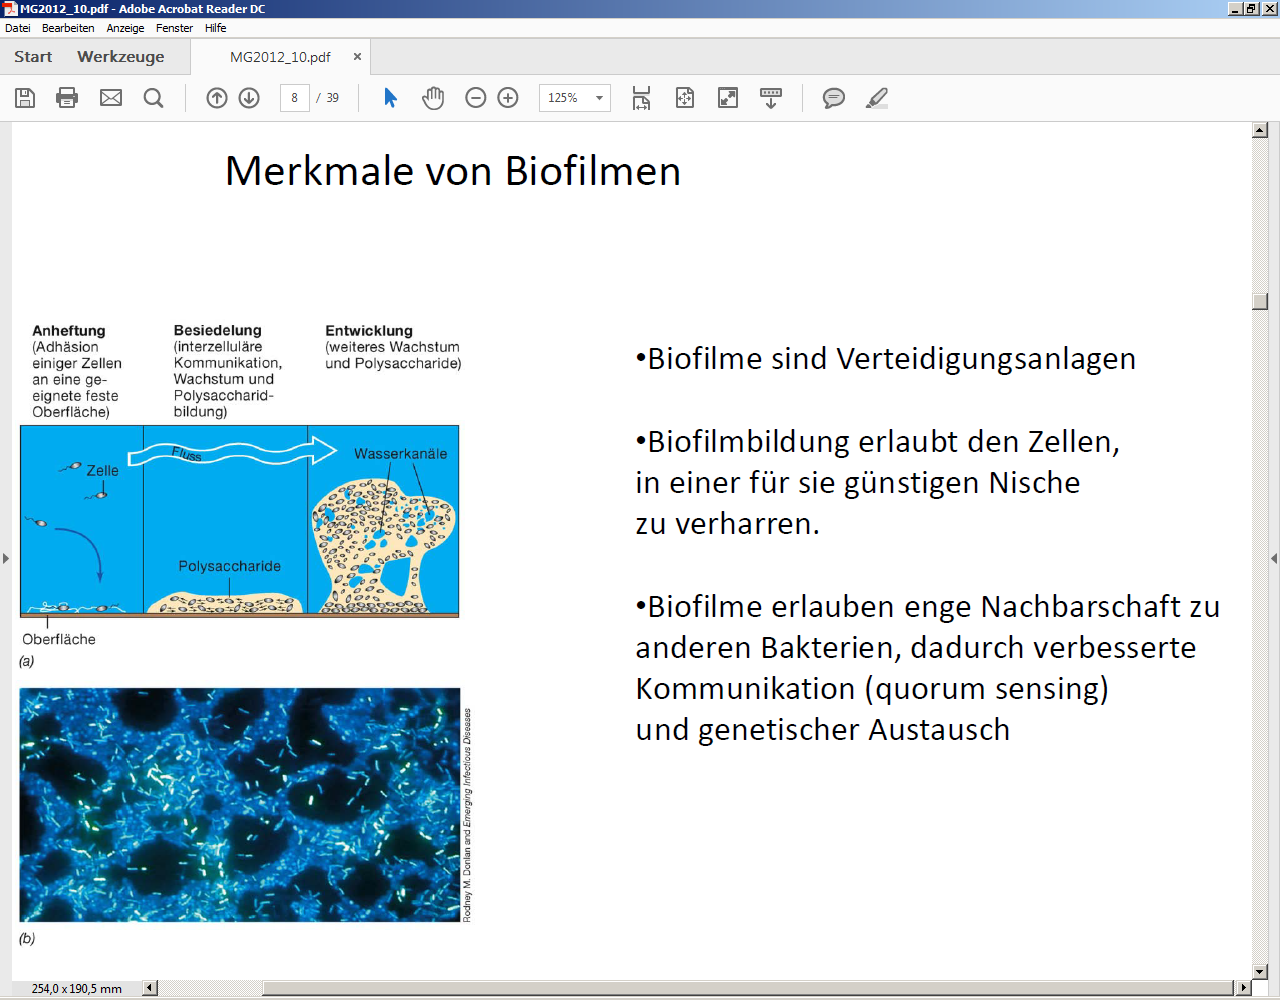 MG2012_10.pdf - Adobe Acrobat Reader DC
Datei Bearbeiten Anzeige Fenster Hilfe
Start Werkzeuge MG2012_10.pdf ×
8 / 39 125%
Merkmale von Biofilmen
Anheftung
(Adhäsion
einiger Zellen
an eine ge-
eignete feste
Oberfläche)
Besiedelung
(interzelluläre
Kommunikation,
Wachstum und
Polysaccharid-
bildung)
Entwicklung
(weiteres Wachstum
und Polysaccharide)
Fluss
Wasserkanäle
Zelle
Polysaccharide
Oberfläche
(a)
Rodney M. Donlan and Emerging Infectious Diseases
(b)
•Biofilme sind Verteidigungsanlagen
•Biofilmbildung erlaubt den Zellen,
in einer für sie günstigen Nische
zu verharren.
•Biofilme erlauben enge Nachbarschaft zu
anderen Bakterien, dadurch verbesserte
Kommunikation (quorum sensing)
und genetischer Austausch
254,0 x 190,5 mm